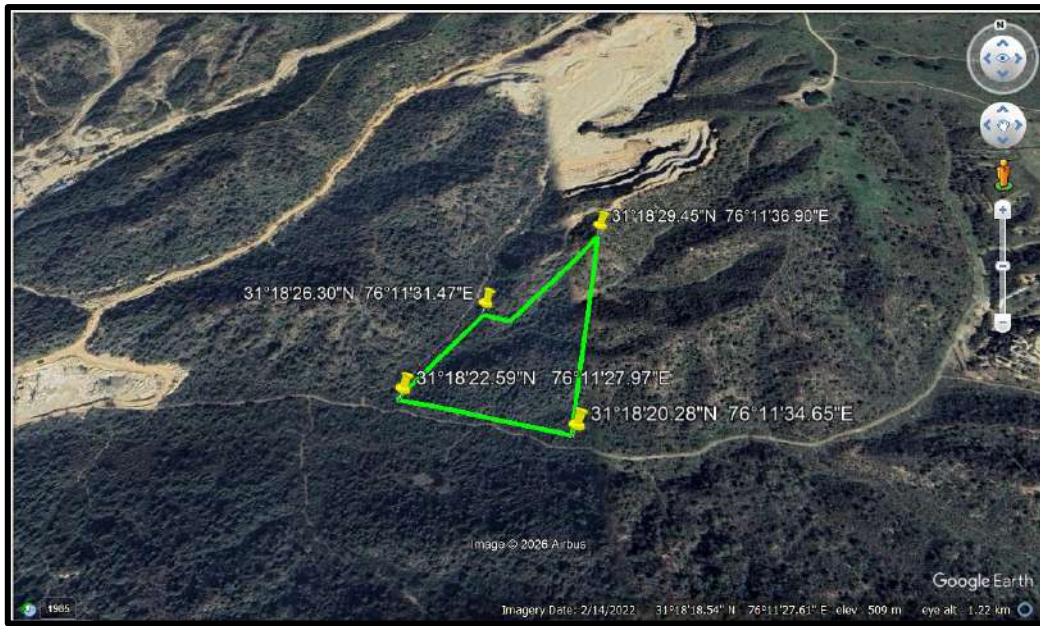 N
31°18'29.45"N 76°11'36.90"E
31°18'26.30"N 76°11'31.47"E
31°18'22.59"N 76°11'27.97"E
31°18'20.28"N 76°11'34.65"E
Image © 2026 Airbus
Google Earth
1985 Imagery Date: 2/14/2022 31°18'18.54" N 76°11'27.61" E elev 509 m eye alt 1.22 km